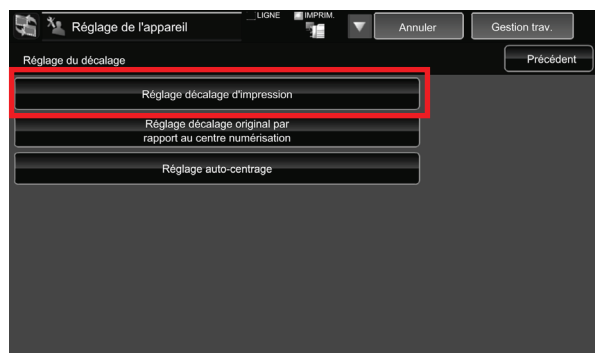 LIGNE IMPRIM.
Réglage de l'appareil Annuler Gestion trav.
Réglage du décalage Précédent
Réglage décalage d'impression
Réglage décalage original par
rapport au centre numérisation
Réglage auto-centrage